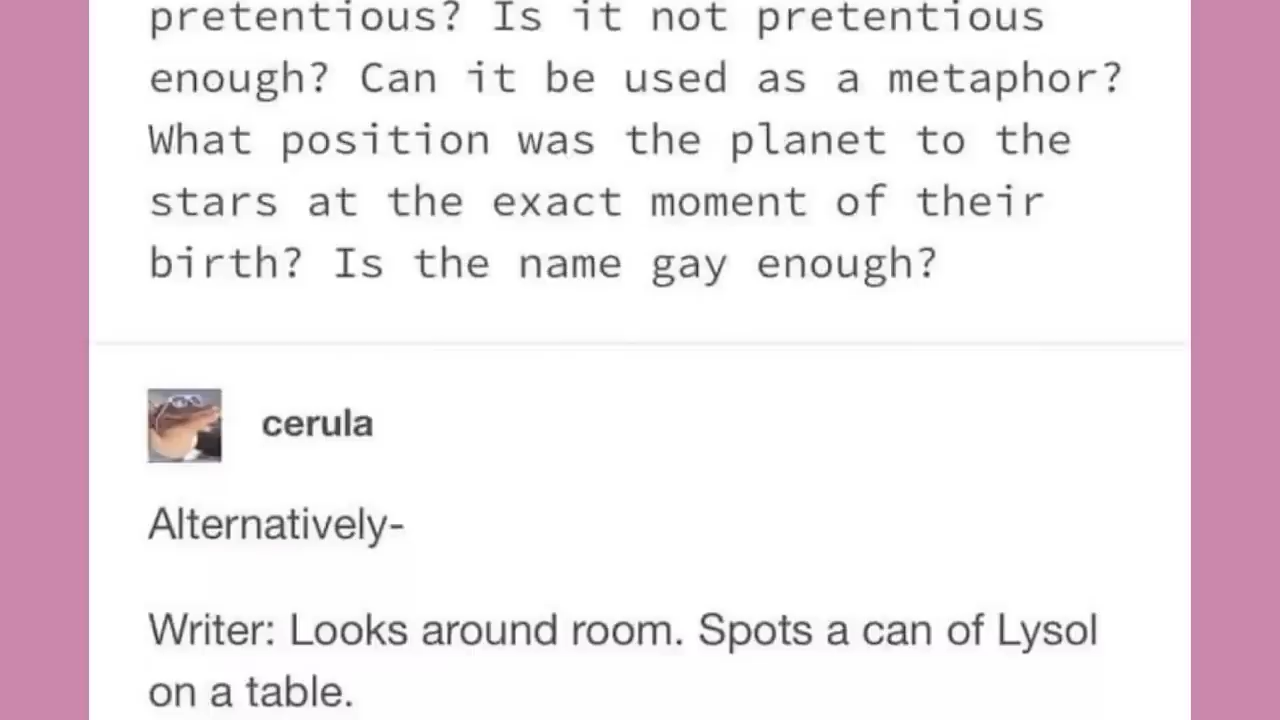 pretentious? Is it not pretentious
enough? Can it be used as a metaphor?
What position was the planet to the
stars at the exact moment of their
birth? Is the name gay enough?
cerula
Alternatively-
Writer: Looks around room. Spots a can of Lysol
on a table.